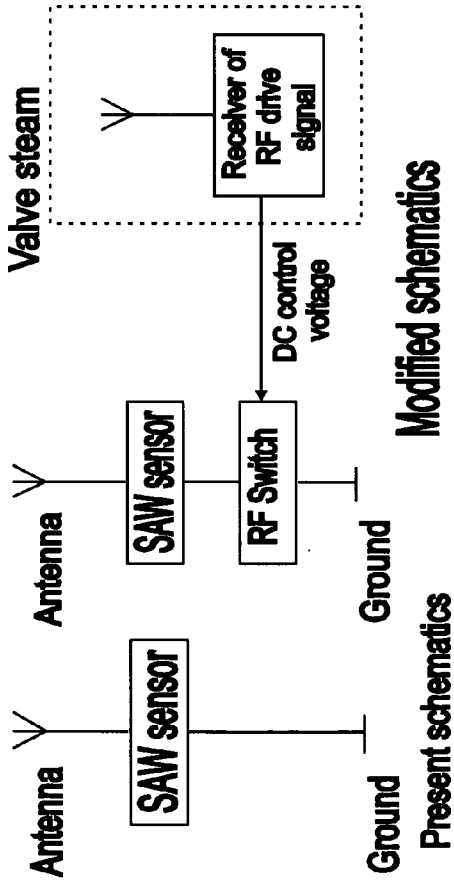 Antenna
SAW sensor
Ground
Present schematics
Antenna
SAW sensor
RF Switch
Ground
DC control
voltage
Valve steam
Receiver of
RF drive
signal
Modified schematics